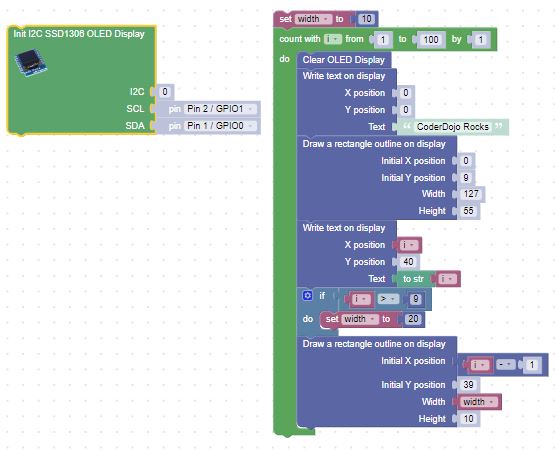 Init I2C SSD1306 OLED Display
I2C 0
SCL pin Pin 2 / GPIO1
SDA pin Pin 1 / GPIO0
set width to 10
count with i from 1 to 100 by 1
do Clear OLED Display
Write text on display
X position 0
Y position 0
Text “ CoderDojo Rocks ”
Draw a rectangle outline on display
Initial X position 0
Initial Y position 9
Width 127
Height 55
Write text on display
X position i
Y position 40
Text to str i
if i > 9
do set width to 20
Draw a rectangle outline on display
Initial X position i - 1
Initial Y position 39
Width width
Height 10